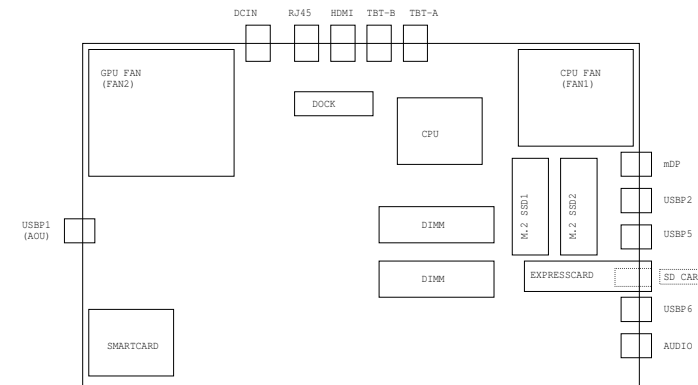 DCIN RJ45 HDMI TBT-B TBT-A
GPU FAN
(FAN2)
CPU FAN
(FAN1)
DOCK
CPU
mDP
M.2 SSD1
M.2 SSD2
USBP2
USBP1
(AOU)
DIMM
USBP5
DIMM
EXPRESSCARD
SD CAR
USBP6
SMARTCARD
AUDIO